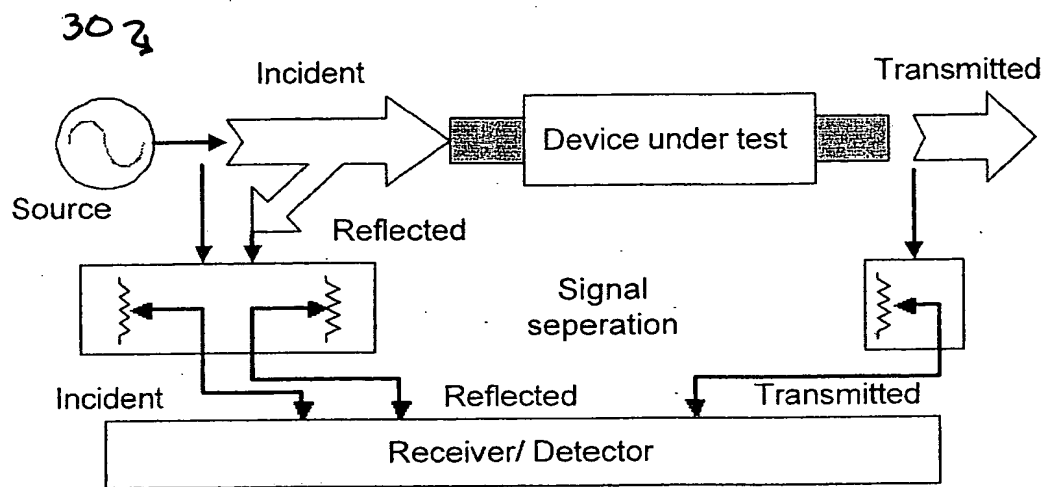 30
Incident
Transmitted
Device under test
Source
Reflected
Signal
seperation
Incident
Reflected
Transmitted
Receiver/ Detector